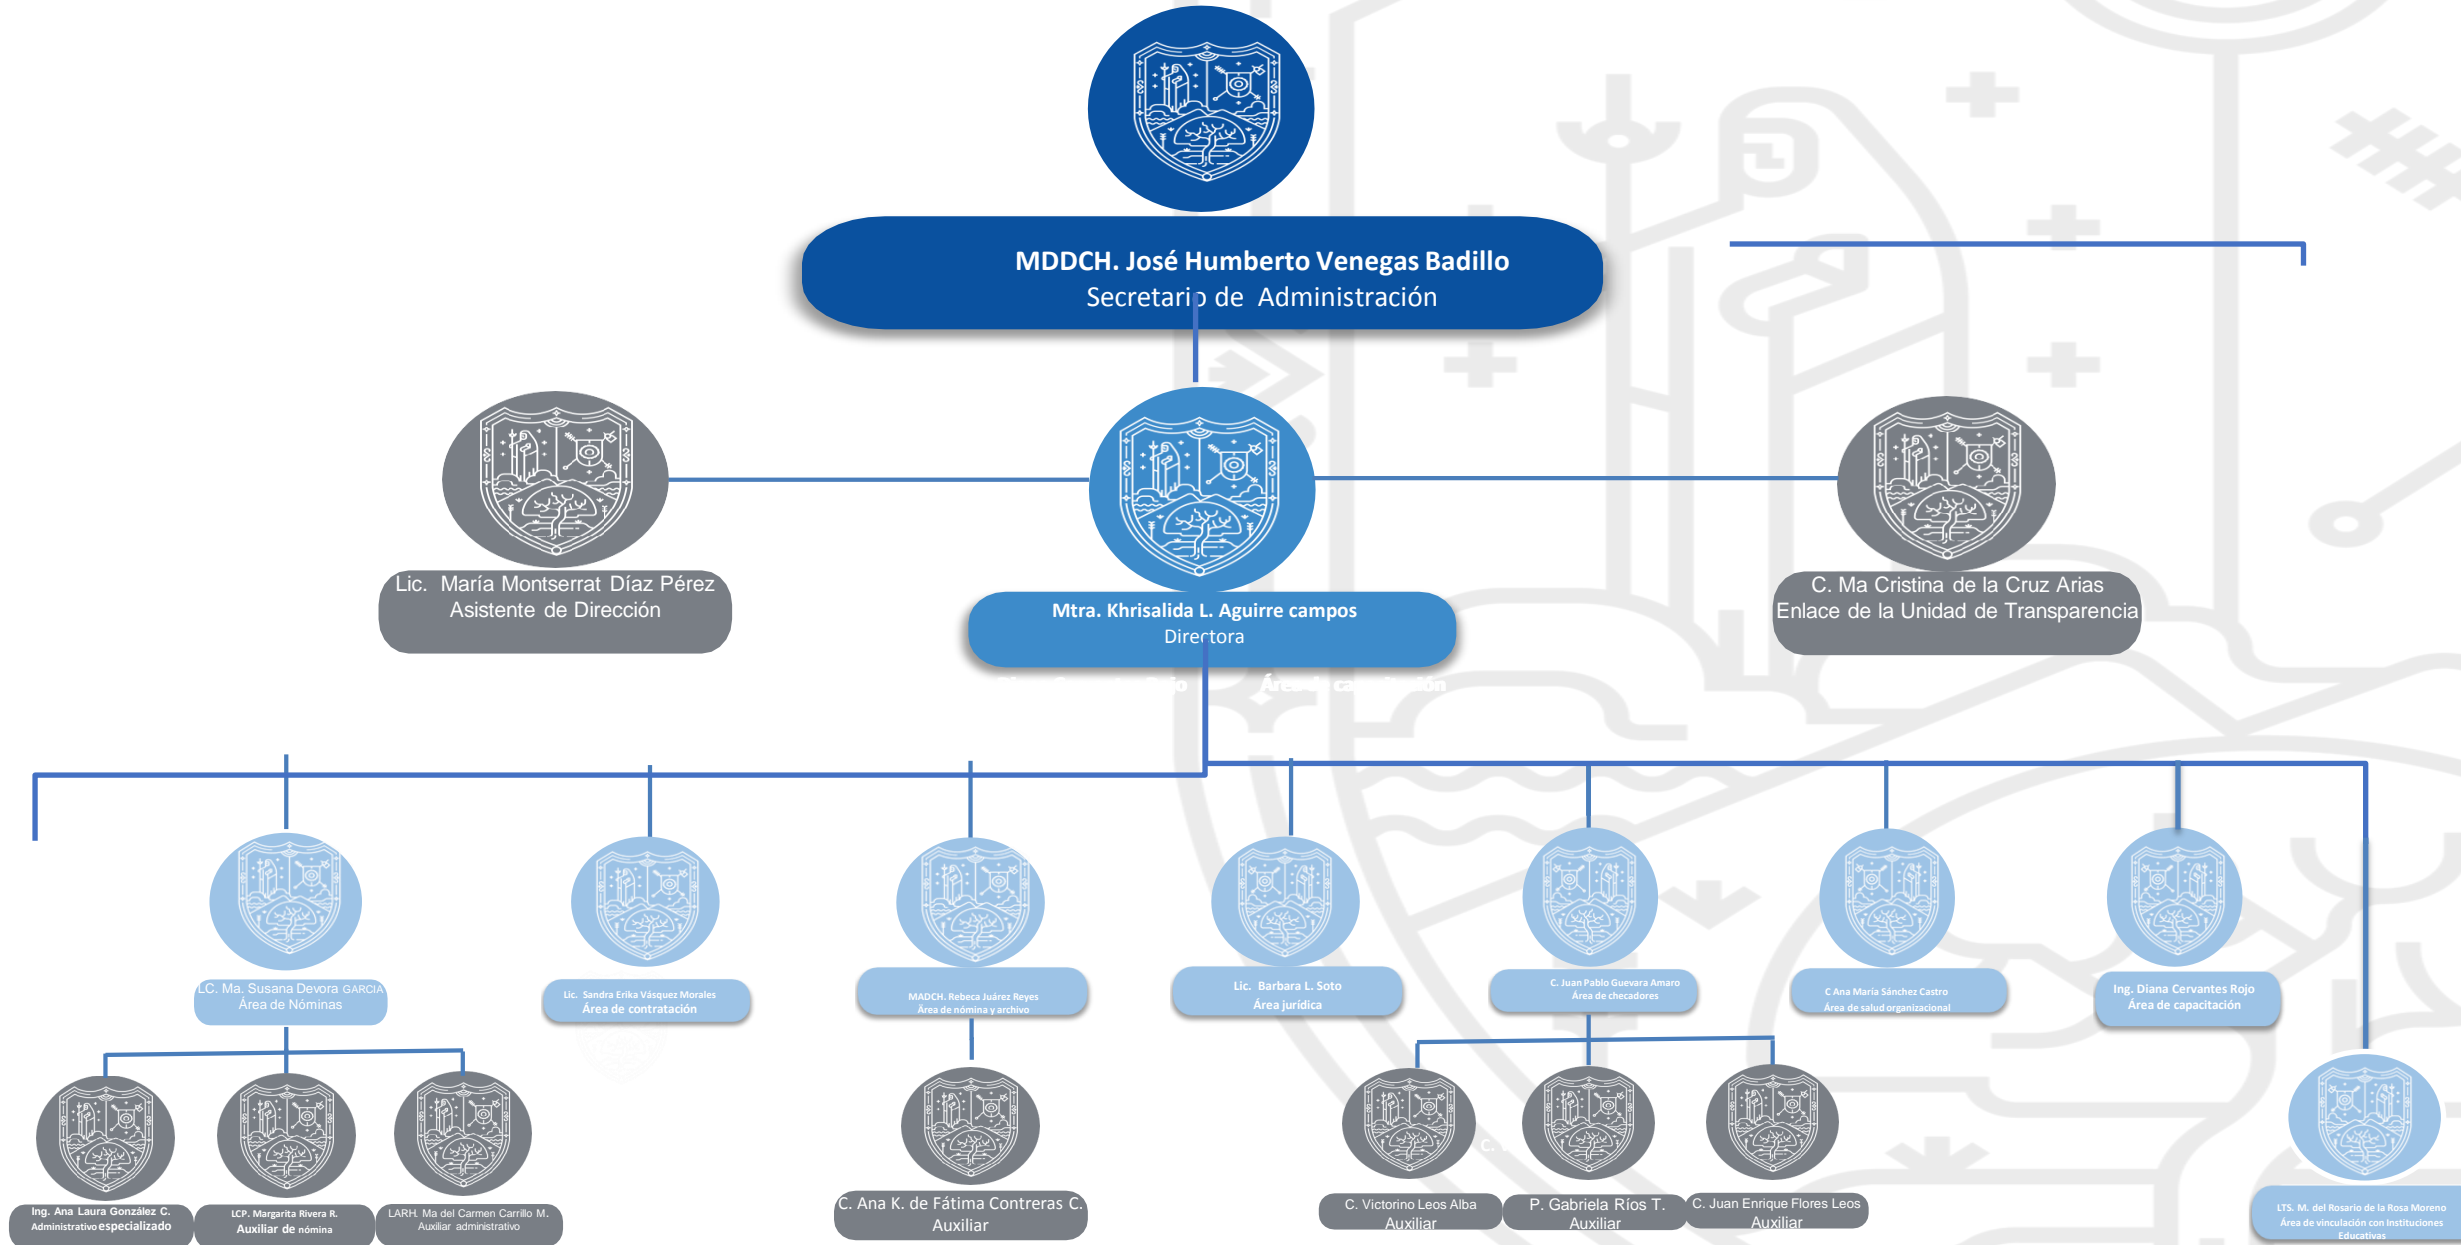 MDDCH. José Humberto Venegas Badillo
Secretario de Administración
Lic. María Montserrat Díaz Pérez
Asistente de Dirección
Mtra. Khrisalida L. Aguirre campos
Directora
C. Ma Cristina de la Cruz Arias
Enlace de la Unidad de Transparencia
Área de capacitación
LC. Ma. Susana Devora GARCIA
Área de Nóminas
Lic. Sandra Erika Vásquez Morales
Área de contratación
MADCH. Rebeca Juárez Reyes
Área de nómina y archivo
Lic. Barbara L. Soto
Área jurídica
C. Juan Pablo Guevara Amaro
Área de checadores
C Ana María Sánchez Castro
Área de salud organizacional
Ing. Diana Cervantes Rojo
Área de capacitación
Ing. Ana Laura González C.
Administrativo especializado
LCP. Margarita Rivera R.
Auxiliar de nómina
LARH. Ma del Carmen Carrillo M.
Auxiliar administrativo
C. Ana K. de Fátima Contreras C.
Auxiliar
C. Victorino Leos Alba
Auxiliar
P. Gabriela Ríos T.
Auxiliar
C. Juan Enrique Flores Leos
Auxiliar
LTS. M. del Rosario de la Rosa Moreno
Área de vinculación con Instituciones
Educativas